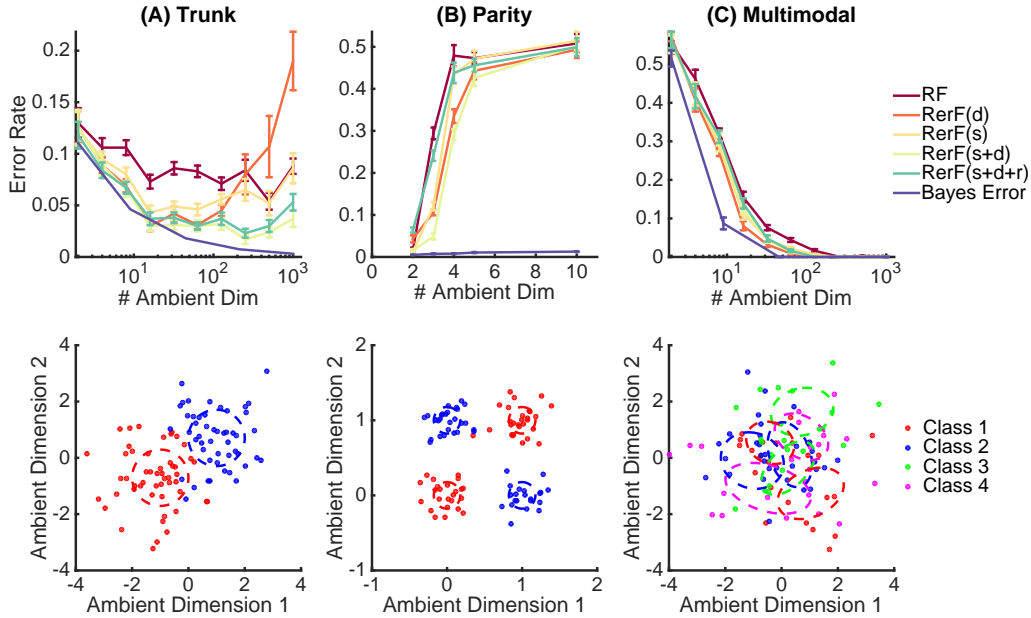 (A) Trunk
(B) Parity
(C) Multimodal
Error Rate
0.2
0.15
0.1
0.05
0
10^1
10^2
10^3
# Ambient Dim
0.5
0.4
0.3
0.2
0.1
0
0
2
4
6
8
10
# Ambient Dim
0.5
0.4
0.3
0.2
0.1
0
10^1
10^2
10^3
# Ambient Dim
RF
RerF(d)
RerF(s)
RerF(s+d)
RerF(s+d+r)
Bayes Error
Ambient Dimension 2
4
2
0
-2
-4
-4
-2
0
2
4
Ambient Dimension 1
Ambient Dimension 2
2
1
0
-1
-1
0
1
2
Ambient Dimension 1
Ambient Dimension 2
4
2
0
-2
-4
-4
-2
0
2
4
Ambient Dimension 1
Class 1
Class 2
Class 3
Class 4